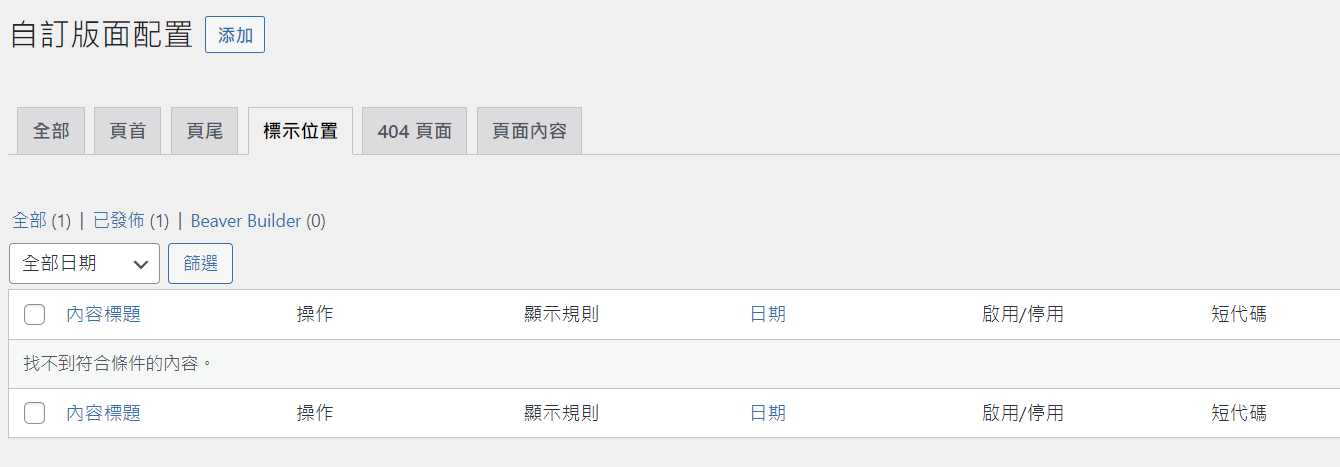 自訂版面配置 添加
全部 頁首 頁尾 標示位置 404 頁面 頁面內容
全部 (1) | 已發佈 (1) | Beaver Builder (0)
全部日期 篩選
內容標題 操作 顯示規則 日期 啟用/停用 短代碼
找不到符合條件的內容。
內容標題 操作 顯示規則 日期 啟用/停用 短代碼